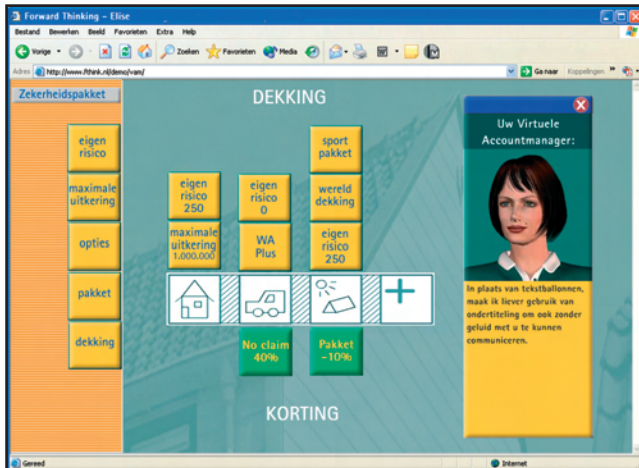 Forward Thinking - Elise
Bestand Bewerken Beeld Favorieten Extra Help
Vorige Zoeken Favorieten Media
Adres http://www.fthink.nl/demo/vam/ Ga naar Koppelingen
Zekerheidspakket
DEKKING
eigen
risico
maximale
uitkering
opties
pakket
dekking
eigen
risico
250
maximale
uitkering
1.000.000
eigen
risico
0
WA
Plus
sport
pakket
wereld
dekking
eigen
risico
250
No claim
40%
Pakket
-10%
KORTING
Uw Virtuele
Accountmanager:
In plaats van tekstballonnen,
maak ik liever gebruik van
ondertiteling om ook zonder
geluid met u te kunnen
communiceren.
Gereed Internet